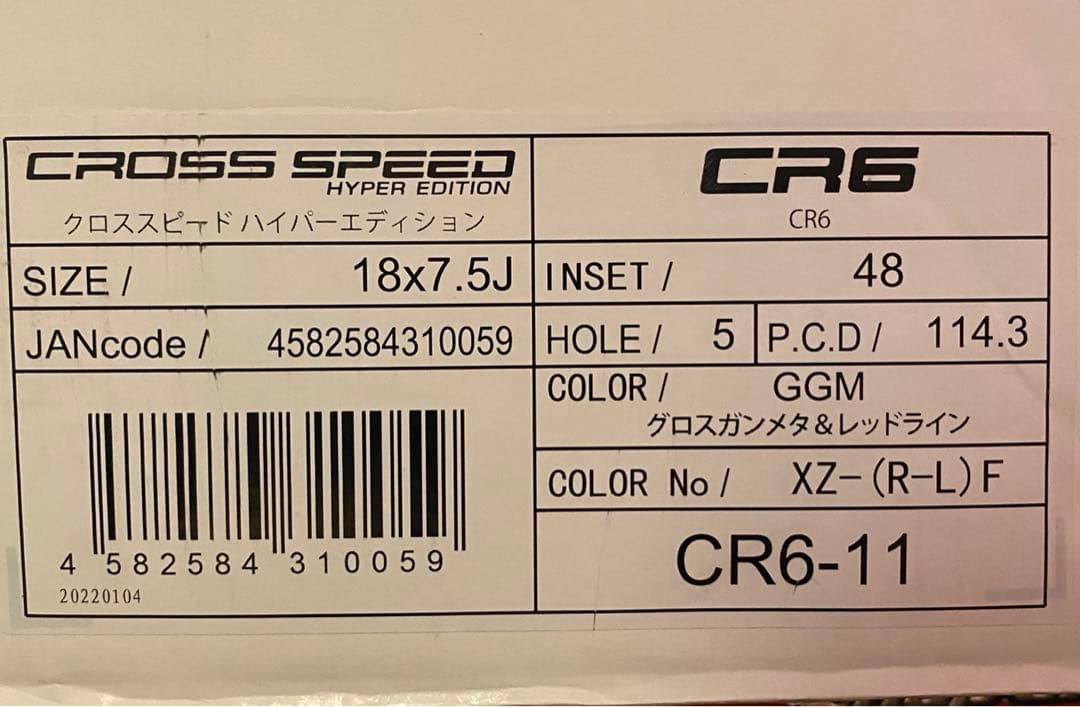 CROSS SPEED
HYPER EDITION
クロススピード ハイパーエディション
CR6
CR6
SIZE / 18x7.5J
INSET / 48
JANcode / 4582584310059
HOLE / 5
P.C.D / 114.3
COLOR / GGM
グロスガンメタ&レッドライン
COLOR No / XZ-(R-L)F
CR6-11
4 582584 310059
20220104